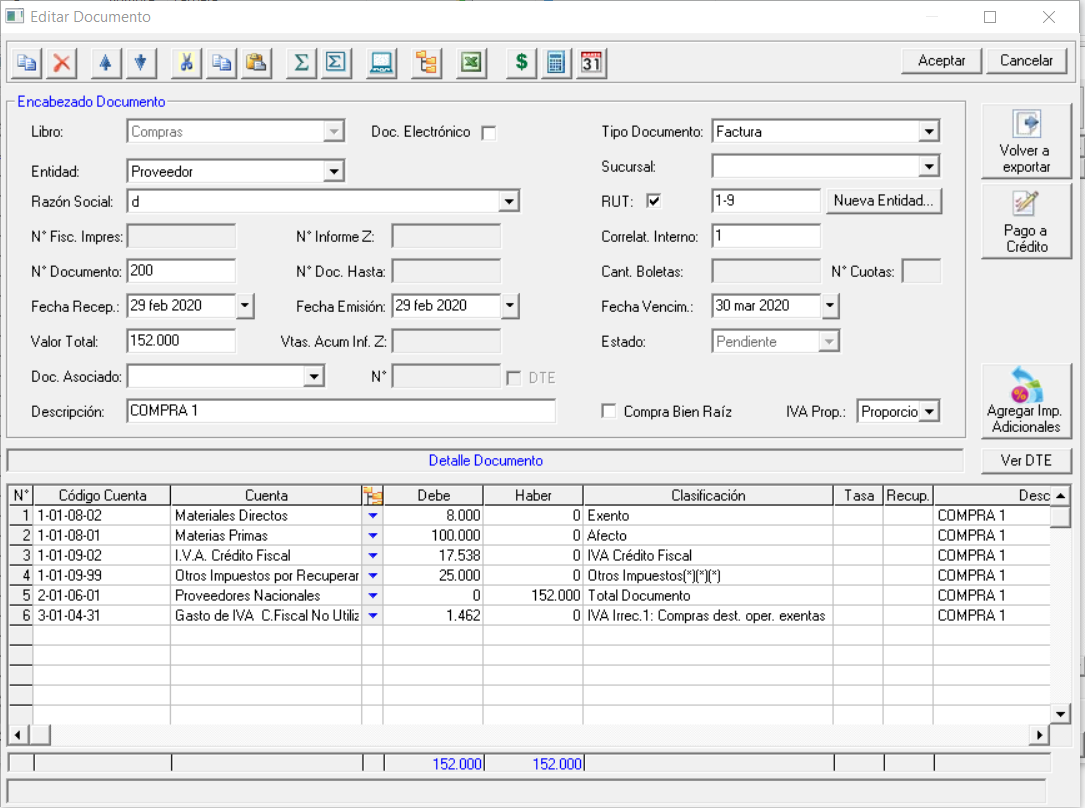 Editar Documento
31 Aceptar Cancelar
Encabezado Documento
Libro: Compras Doc. Electrónico Tipo Documento: Factura
Entidad: Proveedor Sucursal:
Razón Social: d RUT: 1-9 Nueva Entidad...
N° Fisc. Impres: N° Informe Z: Correlat. Interno: 1
N° Documento: 200 N° Doc. Hasta: Cant. Boletas: N° Cuotas:
Fecha Recep.: 29 feb 2020 Fecha Emisión: 29 feb 2020 Fecha Vencim.: 30 mar 2020
Valor Total: 152.000 Vtas. Acum Inf. Z: Estado: Pendiente
Doc. Asociado: N° DTE
Descripción: COMPRA 1 Compra Bien Raíz IVA Prop.: Proporcio
Volver a
exportar
Pago a
Crédito
Agregar Imp.
Adicionales
Detalle Documento Ver DTE
N° Código Cuenta Cuenta Debe Haber Clasificación Tasa Recup. Desc
1 1-01-08-02 Materiales Directos 8.000 0 Exento COMPRA 1
2 1-01-08-01 Materias Primas 100.000 0 Afecto COMPRA 1
3 1-01-09-02 I.V.A. Crédito Fiscal 17.538 0 IVA Crédito Fiscal COMPRA 1
4 1-01-09-99 Otros Impuestos por Recuperar 25.000 0 Otros Impuestos(*)(*)(*) COMPRA 1
5 2-01-06-01 Proveedores Nacionales 0 152.000 Total Documento COMPRA 1
6 3-01-04-31 Gasto de IVA C.Fiscal No Utiliz 1.462 0 IVA Irrec.1: Compras dest. oper. exentas COMPRA 1
152.000 152.000